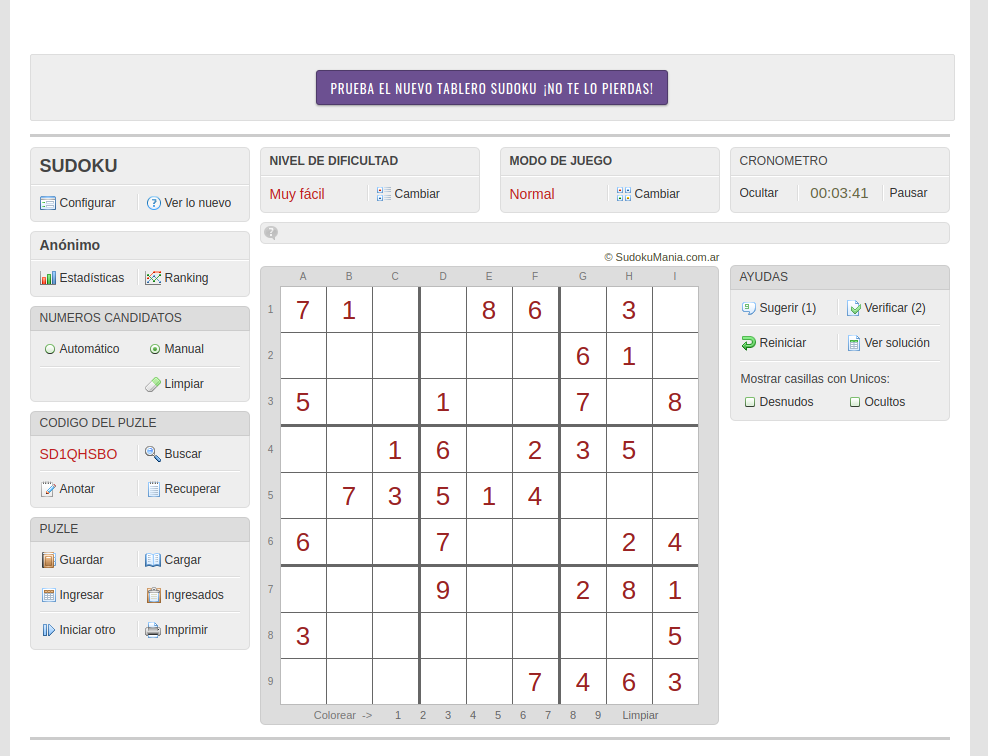 PRUEBA EL NUEVO TABLERO SUDOKU ¡NO TE LO PIERDAS!
SUDOKU
Configurar Ver lo nuevo
NIVEL DE DIFICULTAD
Muy fácil Cambiar
MODO DE JUEGO
Normal Cambiar
CRONOMETRO
Ocultar 00:03:41 Pausar
Anónimo
Estadísticas Ranking
NUMEROS CANDIDATOS
Automático Manual
Limpiar
CODIGO DEL PUZLE
SD1QHSBO Buscar
Anotar Recuperar
PUZLE
Guardar Cargar
Ingresar Ingresados
Iniciar otro Imprimir
?
© SudokuMania.com.ar
A B C D E F G H I
1 7 1 8 6 3
2 6 1
3 5 1 7 8
4 1 6 2 3 5
5 7 3 5 1 4
6 6 7 2 4
7 9 2 8 1
8 3 5
9 7 4 6 3
Colorear -> 1 2 3 4 5 6 7 8 9 Limpiar
AYUDAS
Sugerir (1) Verificar (2)
Reiniciar Ver solución
Mostrar casillas con Unicos:
Desnudos Ocultos